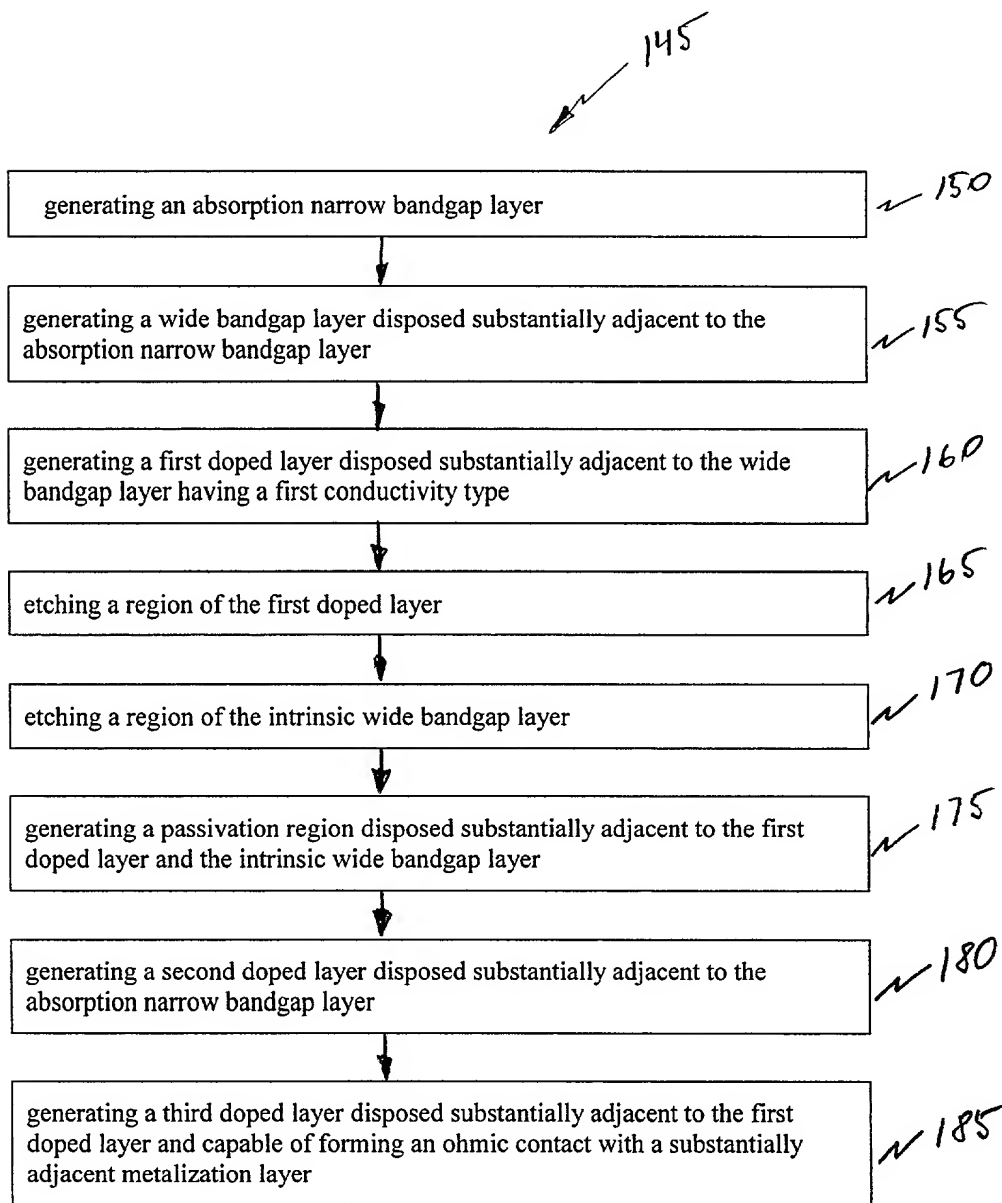 145
generating an absorption narrow bandgap layer
150
generating a wide bandgap layer disposed substantially adjacent to the
absorption narrow bandgap layer
155
generating a first doped layer disposed substantially adjacent to the wide
bandgap layer having a first conductivity type
160
etching a region of the first doped layer
165
etching a region of the intrinsic wide bandgap layer
170
generating a passivation region disposed substantially adjacent to the first
doped layer and the intrinsic wide bandgap layer
175
generating a second doped layer disposed substantially adjacent to the
absorption narrow bandgap layer
180
generating a third doped layer disposed substantially adjacent to the first
doped layer and capable of forming an ohmic contact with a substantially
adjacent metalization layer
185